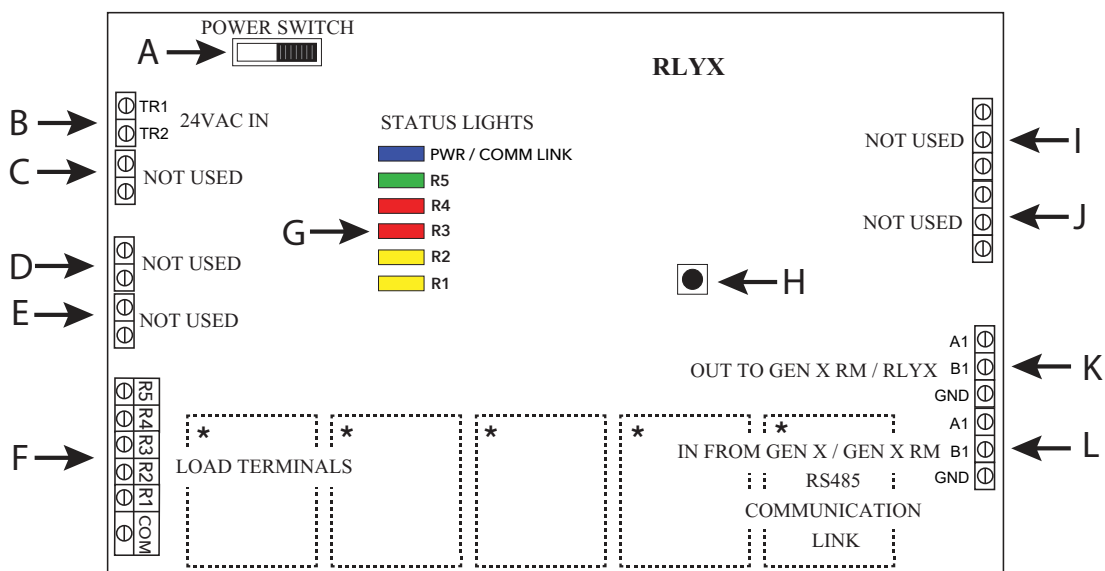 POWER SWITCH
A
RLYX
B
TR1
TR2
24VAC IN
C
NOT USED
STATUS LIGHTS
PWR / COMM LINK
R5
R4
R3
R2
R1
G
NOT USED
I
NOT USED
J
D
NOT USED
E
NOT USED
H
A1
OUT TO GEN X RM / RLYX B1
GND
K
F
R5
R4
R3
R2
R1
COM
* * * * *
LOAD TERMINALS
A1
IN FROM GEN X / GEN X RM B1
GND
L
RS485
COMMUNICATION
LINK